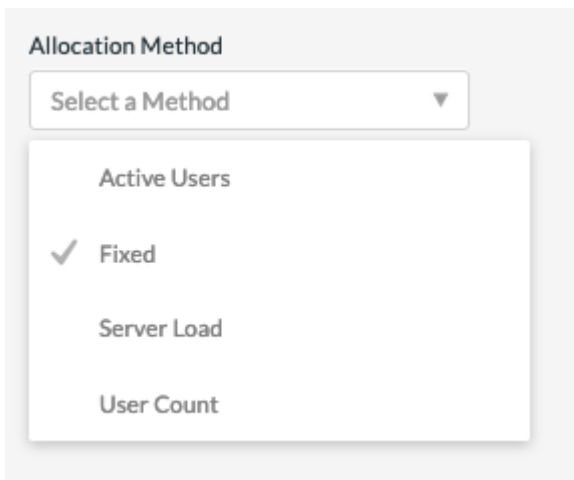 Allocation Method
Select a Method
Active Users
Fixed
Server Load
User Count